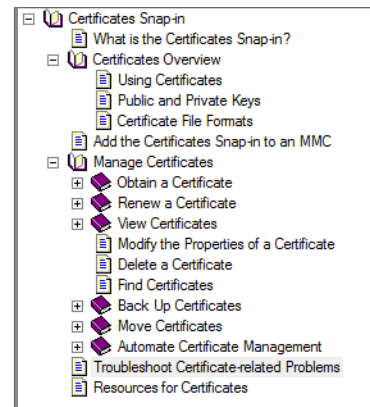 Certificates Snap-in
What is the Certificates Snap-in?
Certificates Overview
Using Certificates
Public and Private Keys
Certificate File Formats
Add the Certificates Snap-in to an MMC
Manage Certificates
Obtain a Certificate
Renew a Certificate
View Certificates
Modify the Properties of a Certificate
Delete a Certificate
Find Certificates
Back Up Certificates
Move Certificates
Automate Certificate Management
Troubleshoot Certificate-related Problems
Resources for Certificates